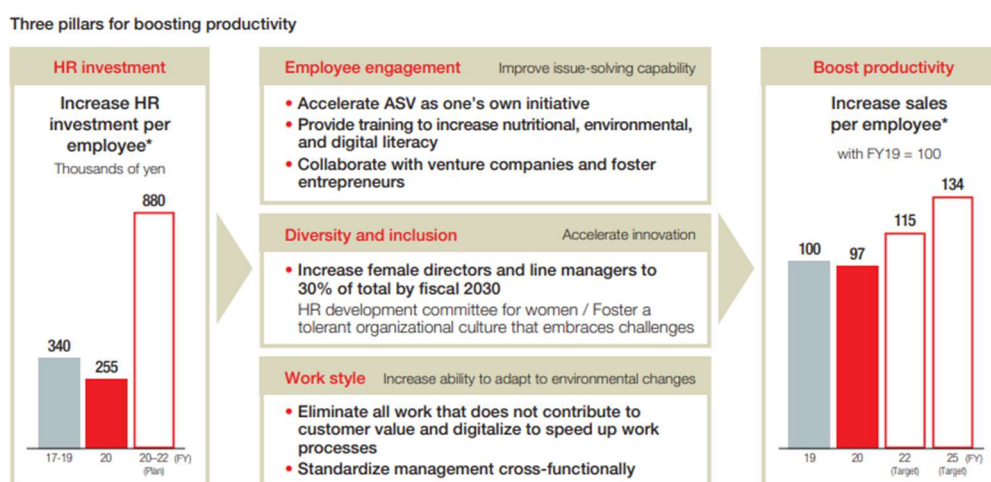 Three pillars for boosting productivity
HR investment
Increase HR
investment per
employee*
Thousands of yen
340
255
880
17-19
20
20–22 (FY)
(Plan)
Employee engagement Improve issue-solving capability
• Accelerate ASV as one's own initiative
• Provide training to increase nutritional, environmental,
and digital literacy
• Collaborate with venture companies and foster
entrepreneurs
Diversity and inclusion Accelerate innovation
• Increase female directors and line managers to
30% of total by fiscal 2030
HR development committee for women / Foster a
tolerant organizational culture that embraces challenges
Work style Increase ability to adapt to environmental changes
• Eliminate all work that does not contribute to
customer value and digitalize to speed up work
processes
• Standardize management cross-functionally
Boost productivity
Increase sales
per employee*
with FY19 = 100
100
97
115
134
19
20
22
(Target)
25 (FY)
(Target)